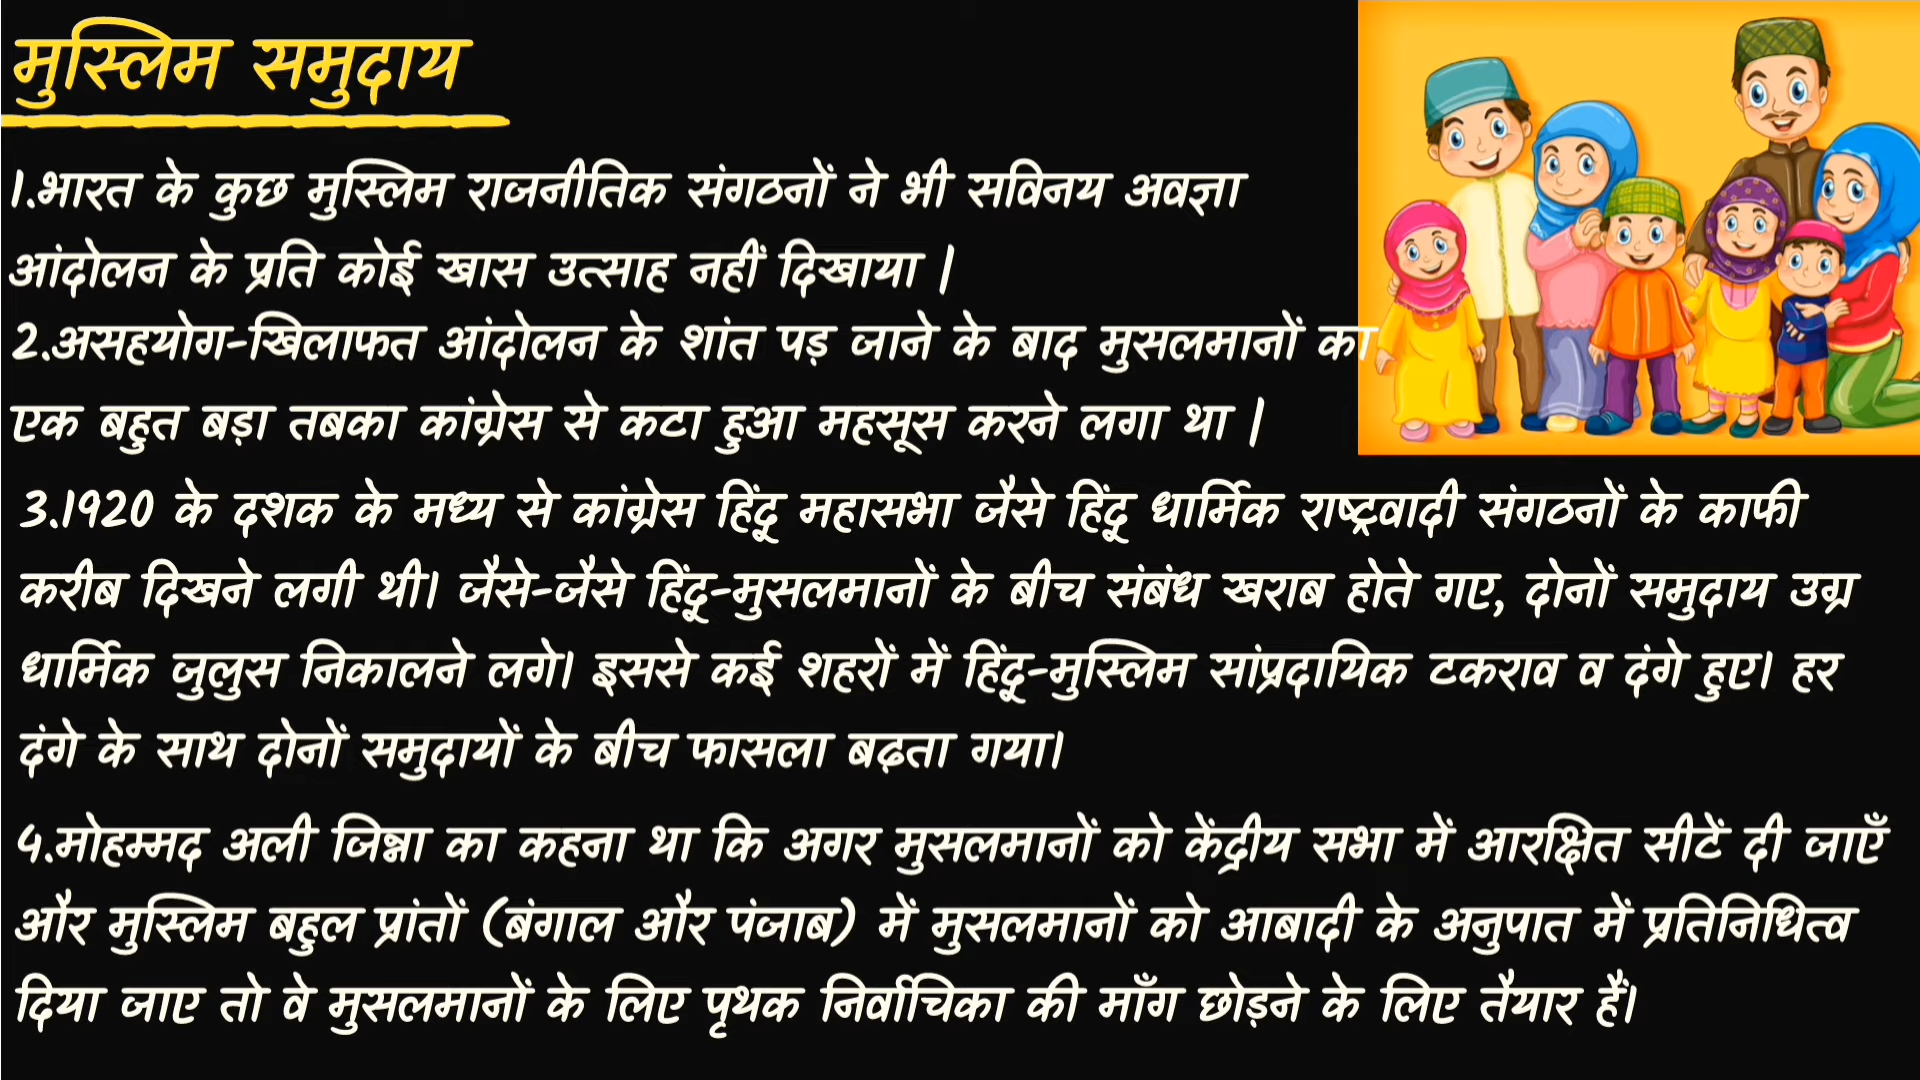 मुस्लिम समुदाय
1.भारत के कुछ मुस्लिम राजनीतिक संगठनों ने भी सविनय अवज्ञा
आंदोलन के प्रति कोई खास उत्साह नहीं दिखाया |
2.असहयोग-खिलाफत आंदोलन के शांत पड़ जाने के बाद मुसलमानों का
एक बहुत बड़ा तबका कांग्रेस से कटा हुआ महसूस करने लगा था |
3.1920 के दशक के मध्य से कांग्रेस हिंदू महासभा जैसे हिंदू धार्मिक राष्ट्रवादी संगठनों के काफी
करीब दिखने लगी थी। जैसे-जैसे हिंदू-मुसलमानों के बीच संबंध खराब होते गए, दोनों समुदाय उग्र
धार्मिक जुलुस निकालने लगे। इससे कई शहरों में हिंदू-मुस्लिम सांप्रदायिक टकराव व दंगे हुए। हर
दंगे के साथ दोनों समुदायों के बीच फासला बढ़ता गया।
4.मोहम्मद अली जिन्ना का कहना था कि अगर मुसलमानों को केंद्रीय सभा में आरक्षित सीटें दी जाएँ
और मुस्लिम बहुल प्रांतों (बंगाल और पंजाब) में मुसलमानों को आबादी के अनुपात में प्रतिनिधित्व
दिया जाए तो वे मुसलमानों के लिए पृथक निर्वाचिका की माँग छोड़ने के लिए तैयार हैं।